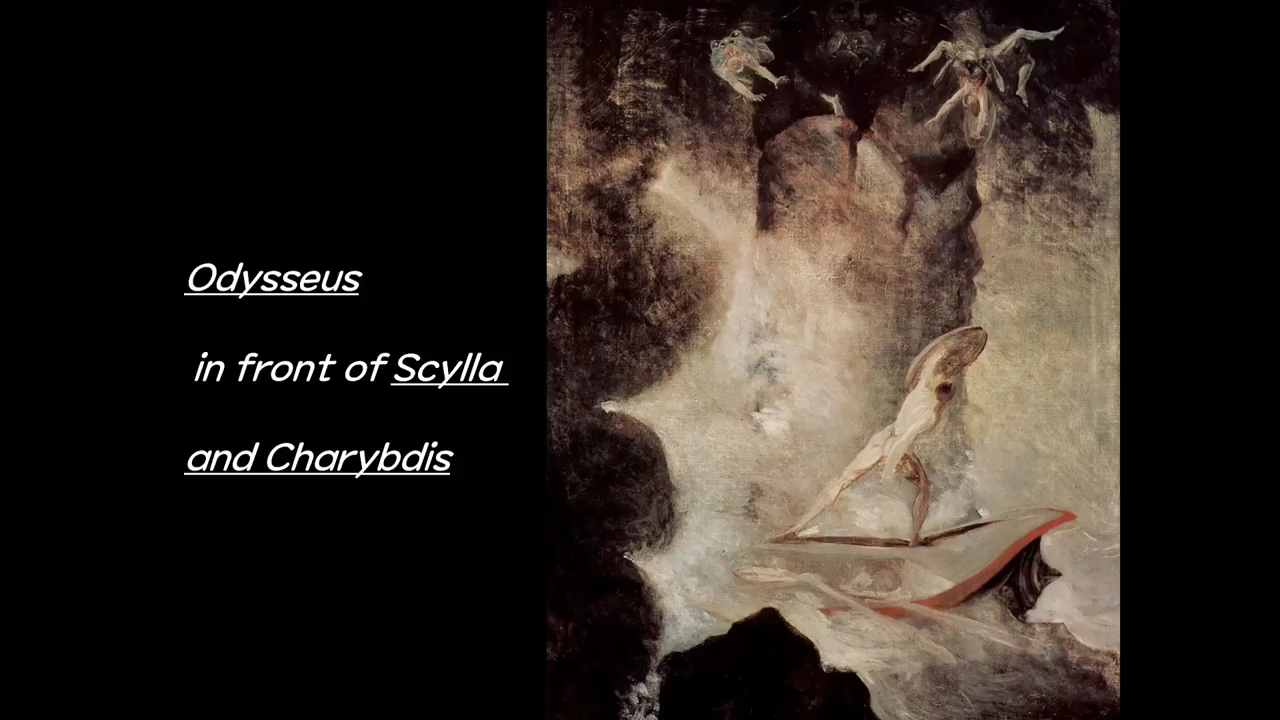 Odysseus
in front of Scylla
and Charybdis